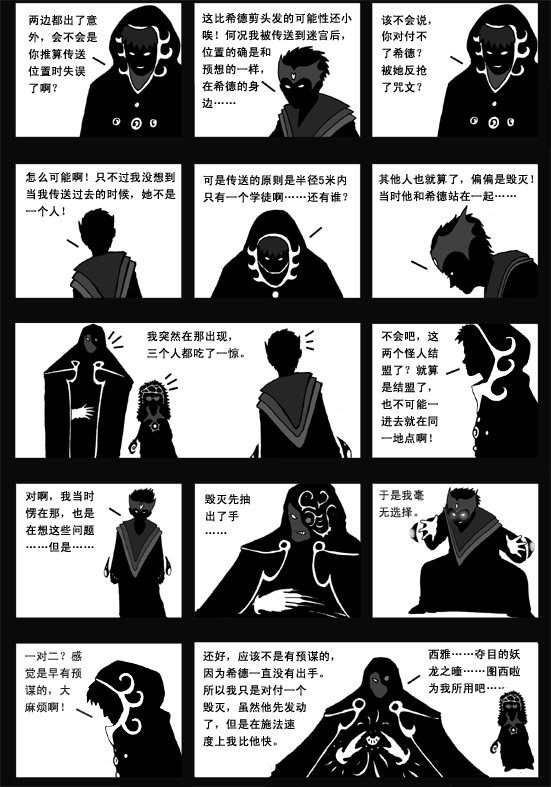 两边都出了意
外，会不会是
你推算传送
位置时失误
了啊？
这比希德剪头发的可能性还小
唉！何况我被传送到迷宫后，
位置的确是和
预想的一样，
在希德的身
边……
该不会说，
你对付不
了希德？
被她反抢
了咒文？
怎么可能啊！只不过我没想到
当我传送过去的时候，她不是
一个人！
可是传送的原则是半径5米内
只有一个学徒啊……还有谁？
其他人也就算了，偏偏是毁灭！
当时他和希德站在一起……
我突然在那出现，
三个人都吃了一惊。
不会吧，这
两个怪人结
盟了？就算
是结盟了，
也不可能一
进去就在同
一地点啊！
对啊，我当时
愣在那，也是
在想这些问题
……但是……
毁灭先抽
出了手
……
于是我毫
无选择。
一对二？感
觉是早有预
谋的，大
麻烦啊！
还好，应该不是有预谋的，
因为希德一直没有出手。
所以我只是对付一个
毁灭，虽然他先发动
了，但是在施法速
度上我比他快。
西雅……夺目的妖
龙之瞳……图西啦
为我所用吧……